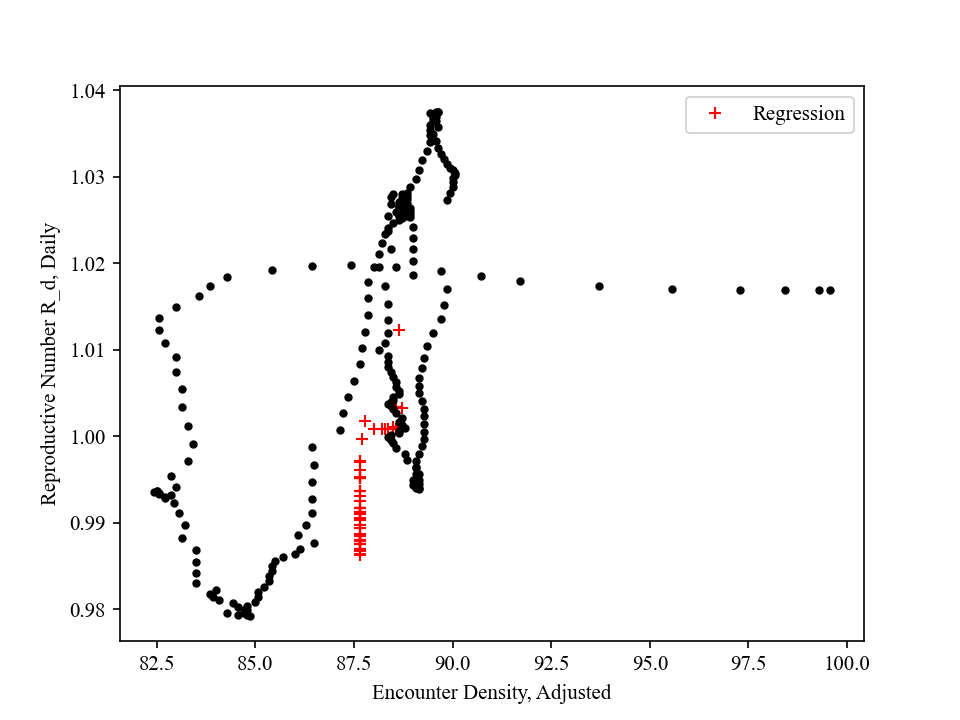 Regression
1.04
1.03
1.02
1.01
1.00
0.99
0.98
Reproductive Number R_d, Daily
82.5 85.0 87.5 90.0 92.5 95.0 97.5 100.0
Encounter Density, Adjusted